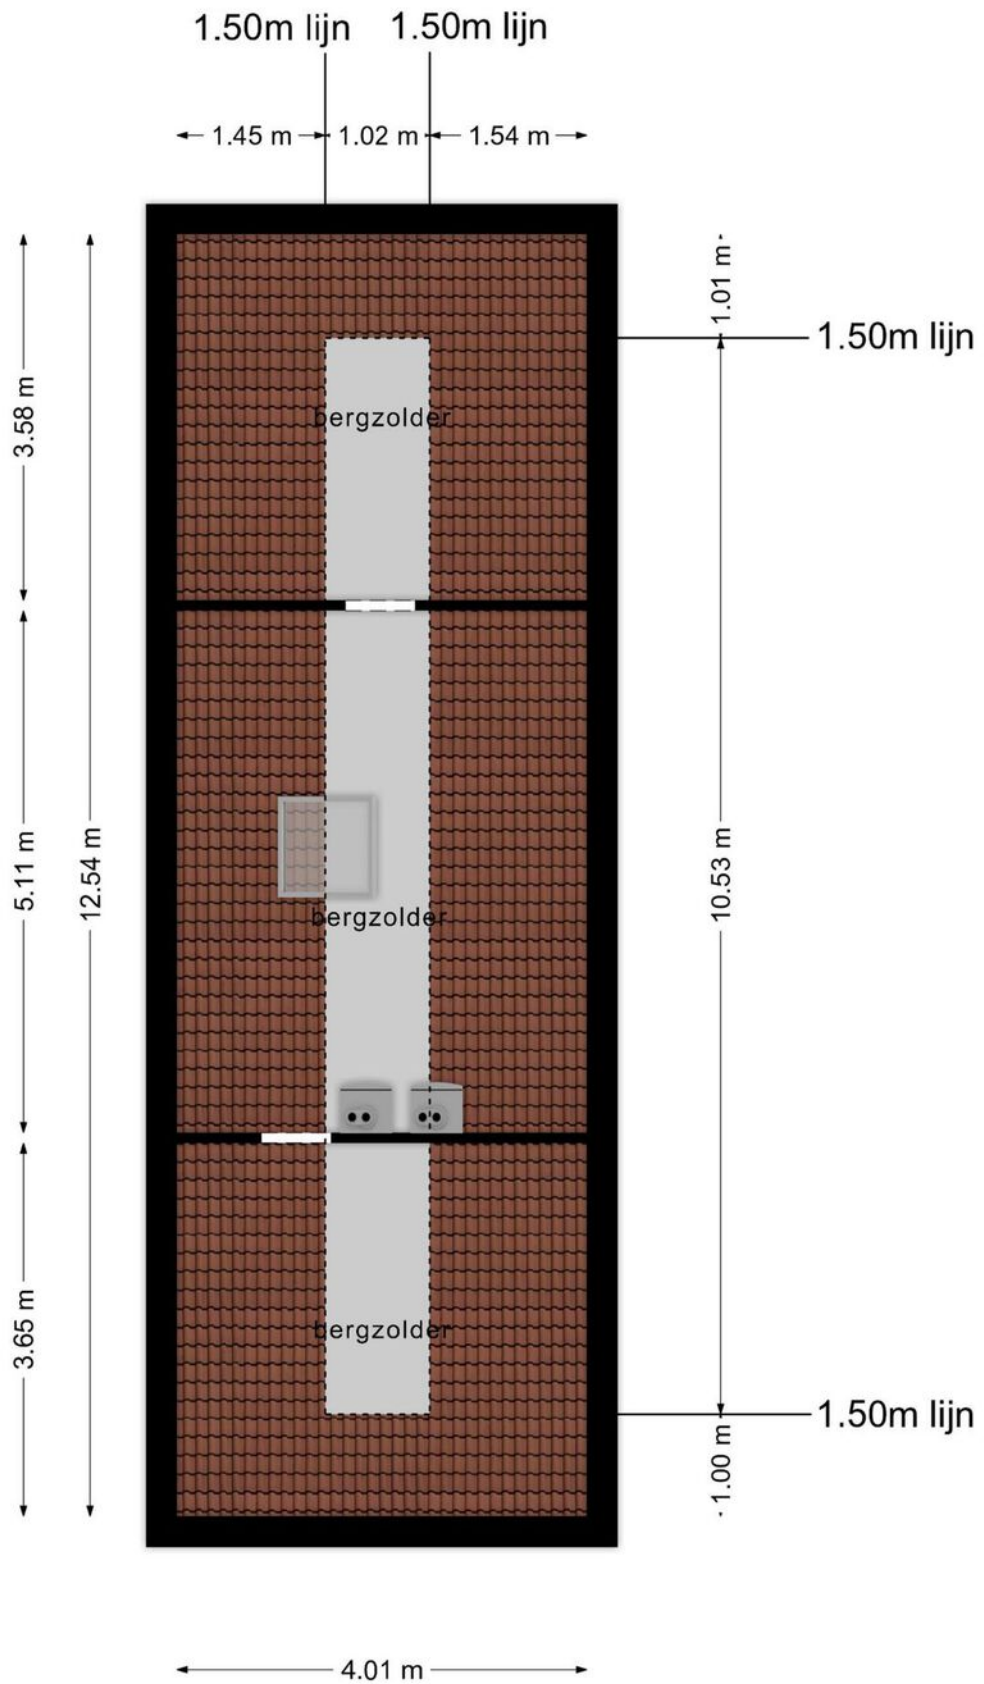 1.50m lijn 1.50m lijn
1.45 m 1.02 m 1.54 m
1.01 m
1.50m lijn
3.58 m
bergzolder
5.11 m
12.54 m
10.53 m
bergzolder
3.65 m
bergzolder
1.50m lijn
1.00 m
4.01 m